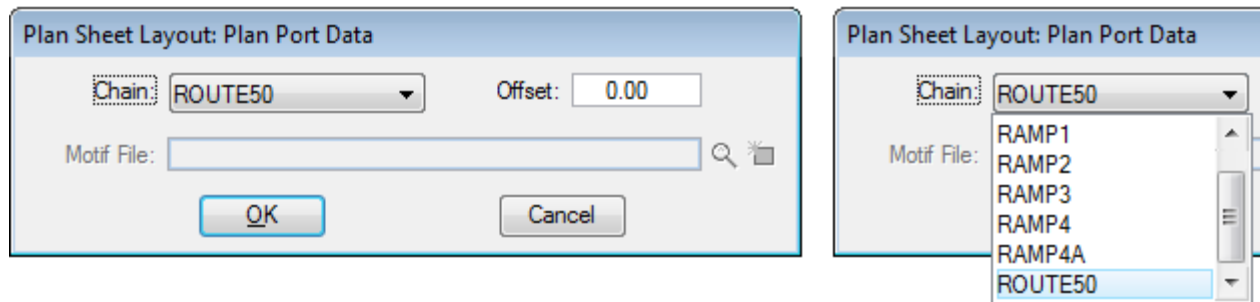 Plan Sheet Layout: Plan Port Data
Chain: ROUTE50 Offset: 0.00
Motif File:
OK Cancel
Plan Sheet Layout: Plan Port Data
Chain: ROUTE50
Motif File:
RAMP1
RAMP2
RAMP3
RAMP4
RAMP4A
ROUTE50